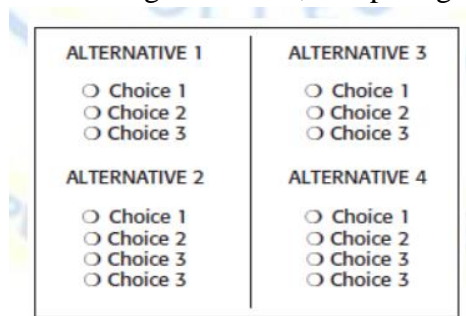 ALTERNATIVE 1
○ Choice 1
○ Choice 2
○ Choice 3
ALTERNATIVE 2
○ Choice 1
○ Choice 2
○ Choice 3
○ Choice 3
ALTERNATIVE 3
○ Choice 1
○ Choice 2
○ Choice 3
ALTERNATIVE 4
○ Choice 1
○ Choice 2
○ Choice 3
○ Choice 3